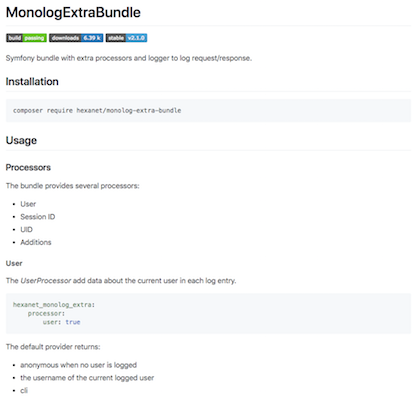 MonologExtraBundle
build passing downloads 6.39 k stable v2.1.0
Symfony bundle with extra processors and logger to log request/response.
Installation
composer require hexanet/monolog-extra-bundle
Usage
Processors
The bundle provides several processors:
• User
• Session ID
• UID
• Additions
User
The UserProcessor add data about the current user in each log entry.
hexanet_monolog_extra:
    processor:
        user: true
The default provider returns:
• anonymous when no user is logged
• the username of the current logged user
• cli